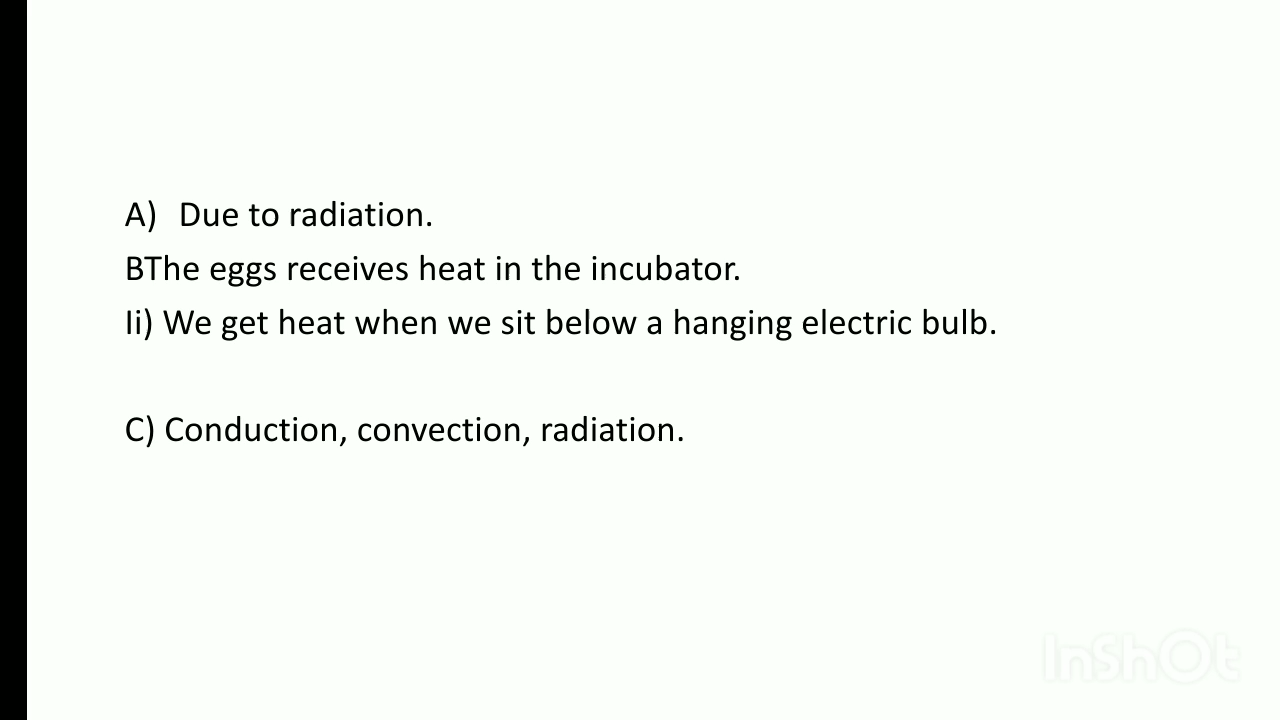 A) Due to radiation.
BThe eggs receives heat in the incubator.
Ii) We get heat when we sit below a hanging electric bulb.
C) Conduction, convection, radiation.
InShOt